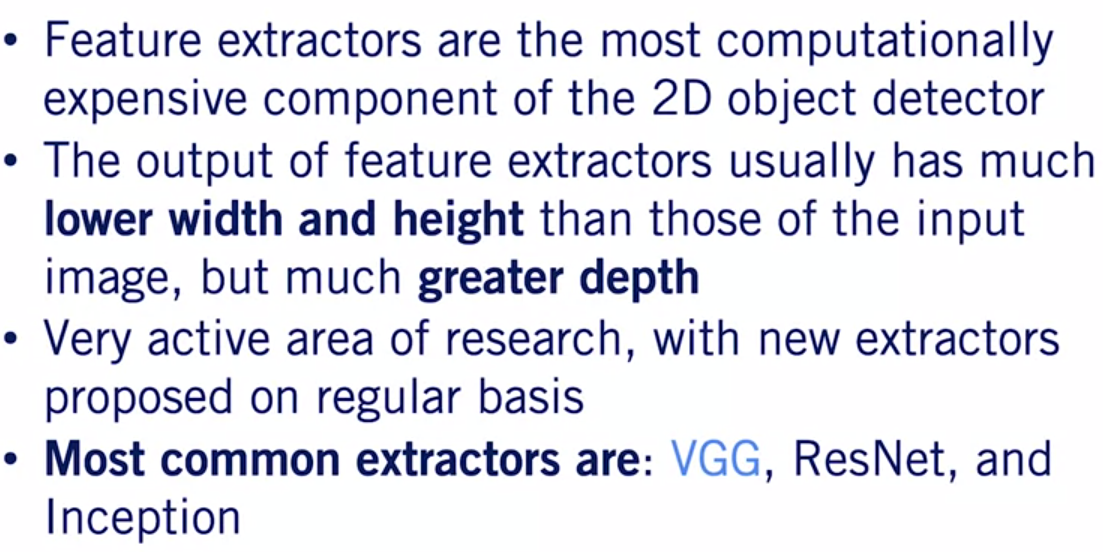 • Feature extractors are the most computationally
expensive component of the 2D object detector
• The output of feature extractors usually has much
lower width and height than those of the input
image, but much greater depth
• Very active area of research, with new extractors
proposed on regular basis
• Most common extractors are: VGG, ResNet, and
Inception